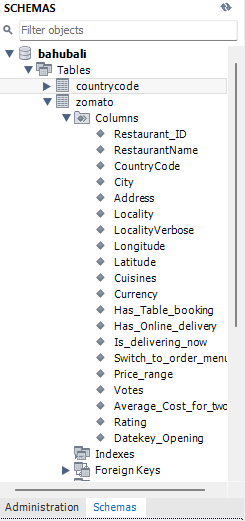 SCHEMAS
Filter objects
bahubali
Tables
countrycode
zomato
Columns
Restaurant_ID
RestaurantName
CountryCode
City
Address
Locality
LocalityVerbose
Longitude
Latitude
Cuisines
Currency
Has_Table_booking
Has_Online_delivery
Is_delivering_now
Switch_to_order_menu
Price_range
Votes
Average_Cost_for_two
Rating
Datekey_Opening
Indexes
Foreign Keys
Administration Schemas